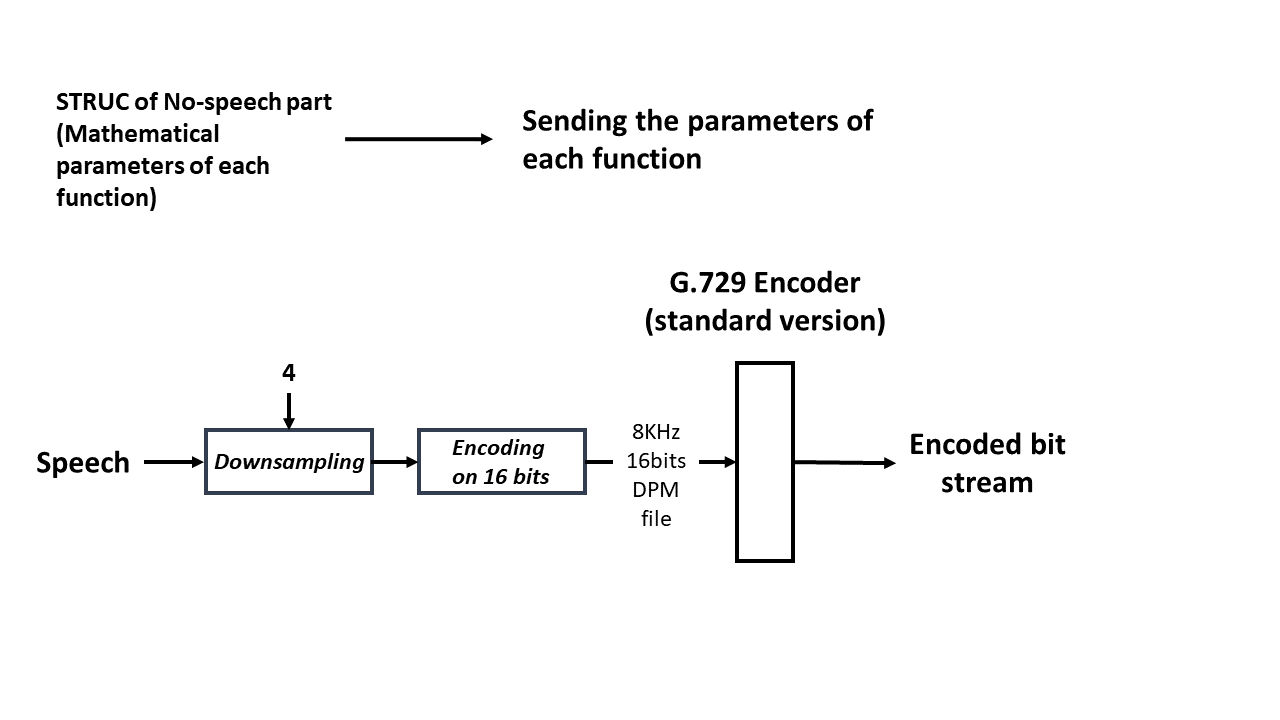 STRUC of No-speech part
(Mathematical
parameters of each
function)
Sending the parameters of
each function
G.729 Encoder
(standard version)
4
Speech
Downsampling
Encoding
on 16 bits
8KHz
16bits
DPM
file
Encoded bit
stream